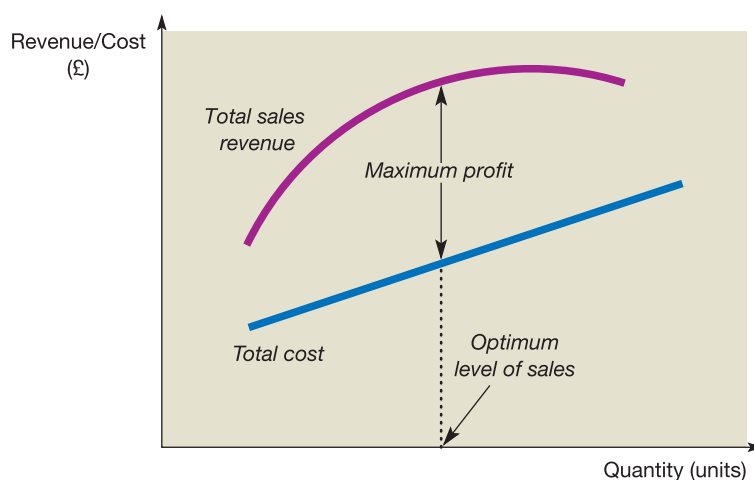 Revenue/Cost
(£)
Total sales
revenue
Maximum profit
Optimum
level of sales
Total cost
Quantity (units)